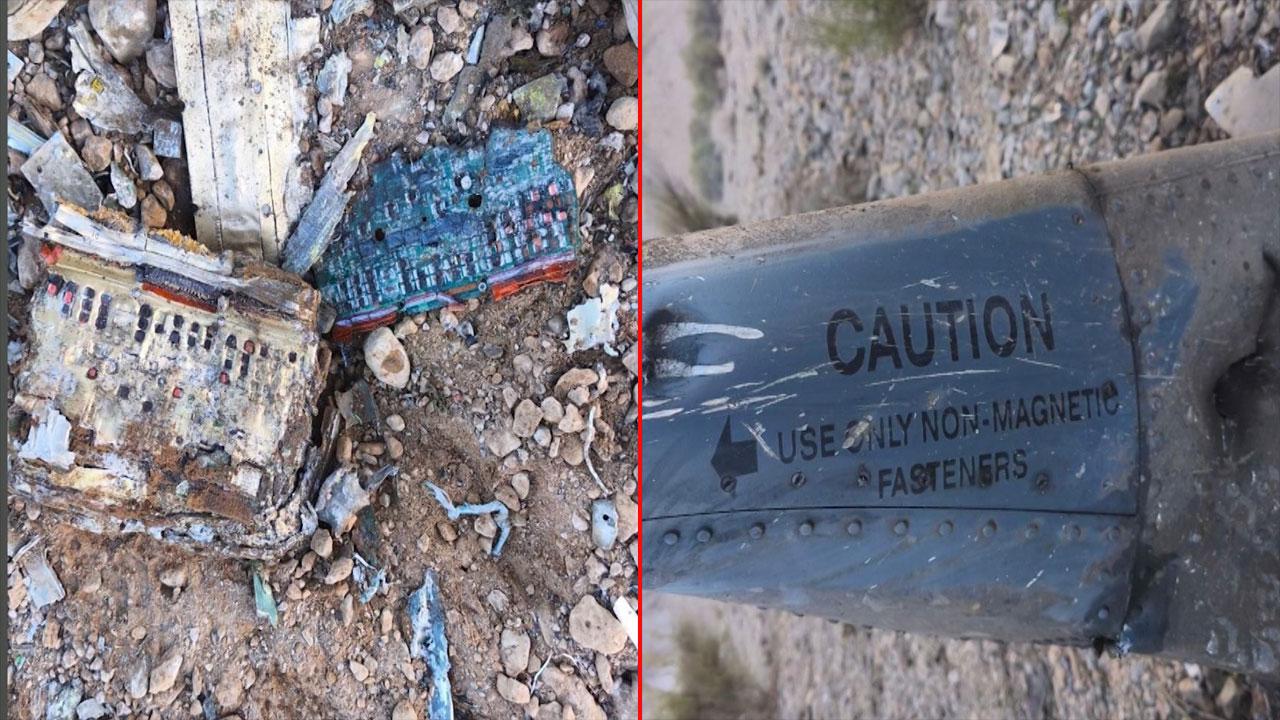 CAUTION
USE ONLY NON-MAGNETIC
FASTENERS